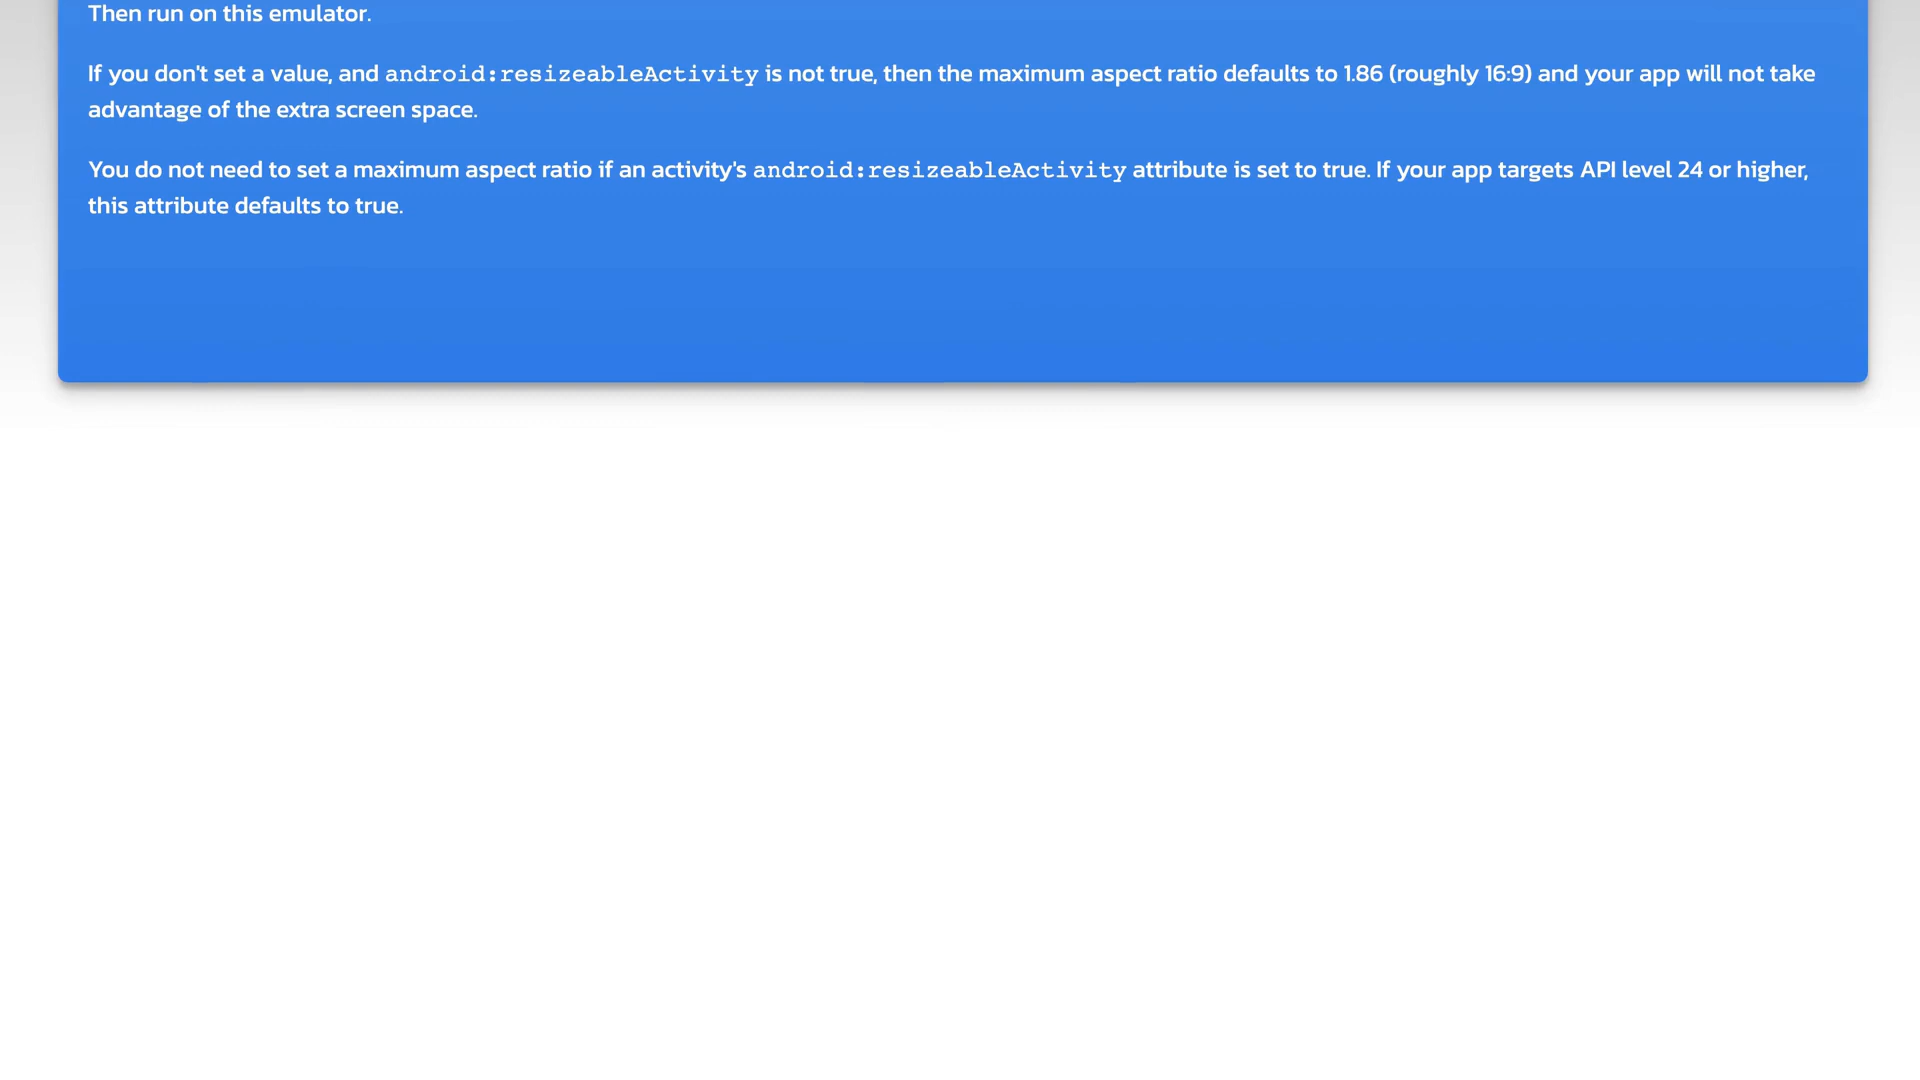 Then run on this emulator.
If you don't set a value, and android:resizeableActivity is not true, then the maximum aspect ratio defaults to 1.86 (roughly 16:9) and your app will not take
advantage of the extra screen space.
You do not need to set a maximum aspect ratio if an activity's android:resizeableActivity attribute is set to true. If your app targets API level 24 or higher,
this attribute defaults to true.